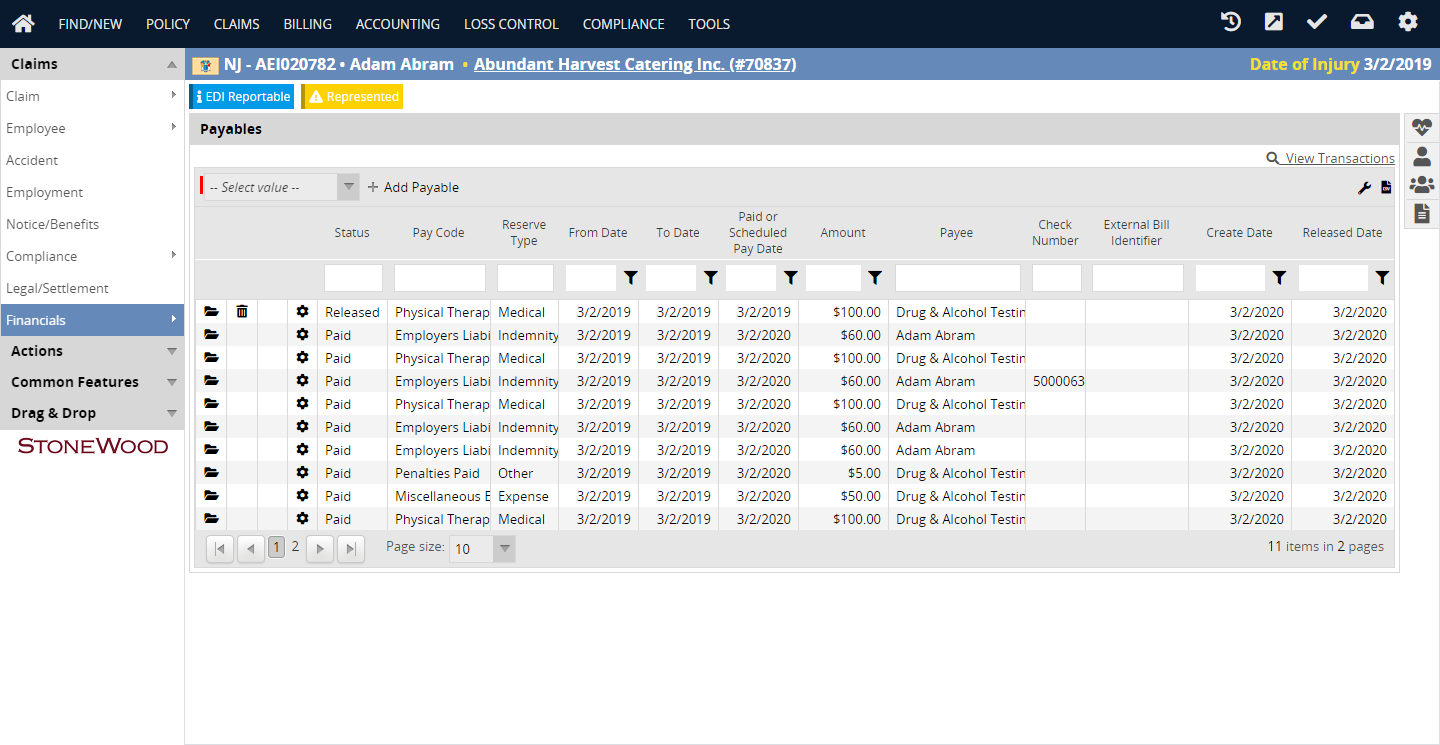 FIND/NEW POLICY CLAIMS BILLING ACCOUNTING LOSS CONTROL COMPLIANCE TOOLS
Claims
NJ - AEI020782 • Adam Abram • Abundant Harvest Catering Inc. (#70837) Date of Injury 3/2/2019
Claim
Employee
Accident
Employment
Notice/Benefits
Compliance
Legal/Settlement
Financials
Actions
Common Features
Drag & Drop
STONEWOOD
EDI Reportable Represented
Payables
View Transactions
-- Select value -- Add Payable
Status Pay Code Reserve Type From Date To Date Paid or Scheduled Pay Date Amount Payee Check Number External Bill Identifier Create Date Released Date
Released Physical Therap Medical 3/2/2019 3/2/2019 3/2/2019 $100.00 Drug & Alcohol Testin 3/2/2020 3/2/2020
Paid Employers Liabi Indemnity 3/2/2019 3/2/2019 3/2/2020 $60.00 Adam Abram 3/2/2020 3/2/2020
Paid Physical Therap Medical 3/2/2019 3/2/2019 3/2/2020 $100.00 Drug & Alcohol Testin 3/2/2020 3/2/2020
Paid Employers Liabi Indemnity 3/2/2019 3/2/2019 3/2/2020 $60.00 Adam Abram 5000063 3/2/2020 3/2/2020
Paid Physical Therap Medical 3/2/2019 3/2/2019 3/2/2020 $100.00 Drug & Alcohol Testin 3/2/2020 3/2/2020
Paid Employers Liabi Indemnity 3/2/2019 3/2/2019 3/2/2020 $60.00 Adam Abram 3/2/2020 3/2/2020
Paid Employers Liabi Indemnity 3/2/2019 3/2/2019 3/2/2020 $60.00 Adam Abram 3/2/2020 3/2/2020
Paid Penalties Paid Other 3/2/2019 3/2/2019 3/2/2020 $5.00 Drug & Alcohol Testin 3/2/2020 3/2/2020
Paid Miscellaneous E Expense 3/2/2019 3/2/2019 3/2/2020 $50.00 Drug & Alcohol Testin 3/2/2020 3/2/2020
Paid Physical Therap Medical 3/2/2019 3/2/2019 3/2/2020 $100.00 Drug & Alcohol Testin 3/2/2020 3/2/2020
1 2 Page size: 10 11 items in 2 pages